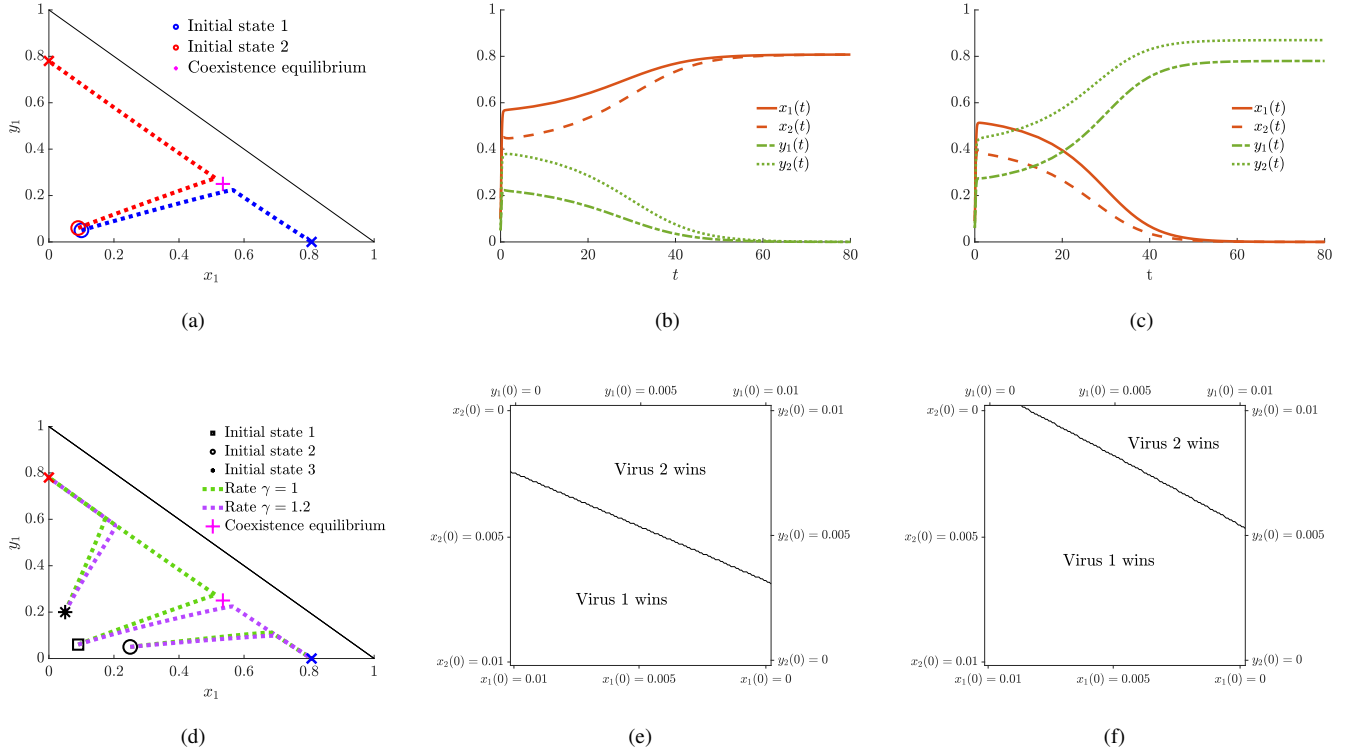 1
0.8
0.6
0.4
0.2
0
y₁
0 0.2 0.4 0.6 0.8 1
x₁
Initial state 1
Initial state 2
Coexistence equilibrium
(a)
1
0.8
0.6
0.4
0.2
0
0 20 40 60 80
t
x₁(t)
x₂(t)
y₁(t)
y₂(t)
(b)
1
0.8
0.6
0.4
0.2
0
0 20 40 60 80
t
x₁(t)
x₂(t)
y₁(t)
y₂(t)
(c)
1
0.8
0.6
0.4
0.2
0
y₁
0 0.2 0.4 0.6 0.8 1
x₁
Initial state 1
Initial state 2
Initial state 3
Rate γ = 1
Rate γ = 1.2
Coexistence equilibrium
(d)
y₁(0) = 0 y₁(0) = 0.005 y₁(0) = 0.01
x₂(0) = 0
x₂(0) = 0.005
x₂(0) = 0.01
Virus 2 wins
Virus 1 wins
y₂(0) = 0.01
y₂(0) = 0.005
y₂(0) = 0
x₁(0) = 0.01 x₁(0) = 0.005 x₁(0) = 0
(e)
y₁(0) = 0 y₁(0) = 0.005 y₁(0) = 0.01
x₂(0) = 0
x₂(0) = 0.005
x₂(0) = 0.01
Virus 2 wins
Virus 1 wins
y₂(0) = 0.01
y₂(0) = 0.005
y₂(0) = 0
x₁(0) = 0.01 x₁(0) = 0.005 x₁(0) = 0
(f)